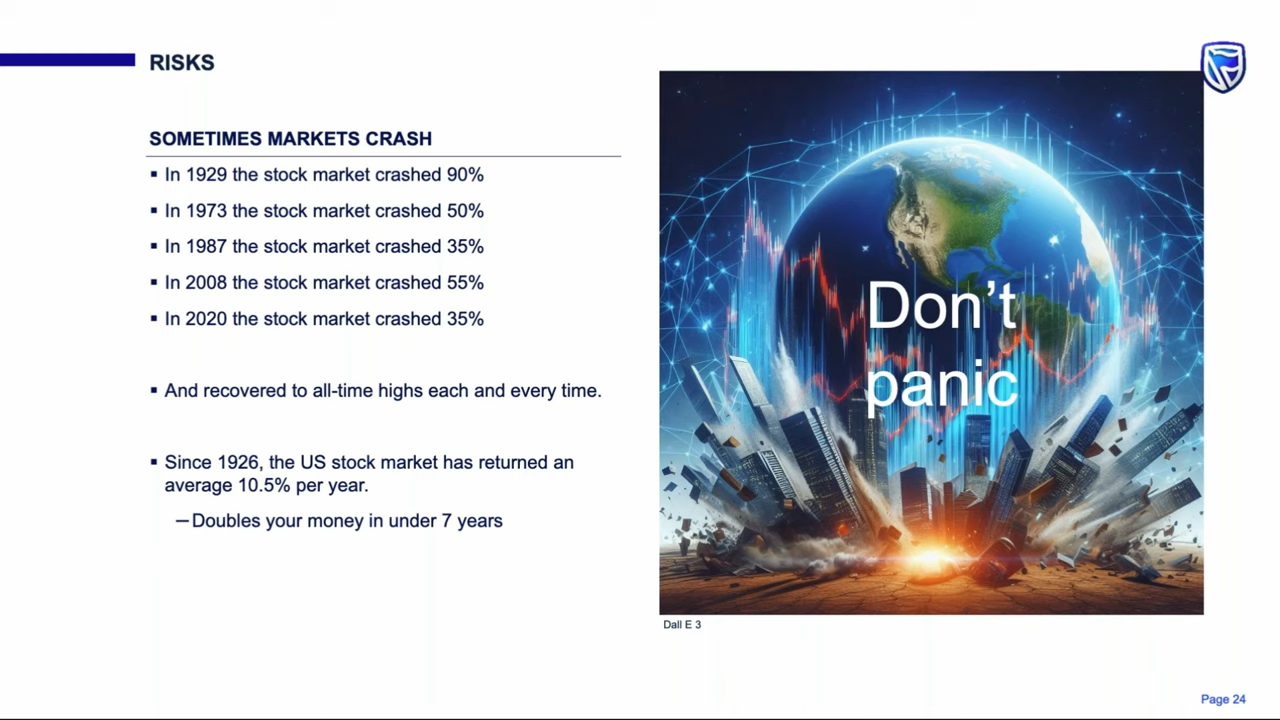 RISKS
SOMETIMES MARKETS CRASH
▪ In 1929 the stock market crashed 90%
▪ In 1973 the stock market crashed 50%
▪ In 1987 the stock market crashed 35%
▪ In 2008 the stock market crashed 55%
▪ In 2020 the stock market crashed 35%
▪ And recovered to all-time highs each and every time.
▪ Since 1926, the US stock market has returned an
average 10.5% per year.
–Doubles your money in under 7 years
Don’t
panic
Dall E 3
Page 24